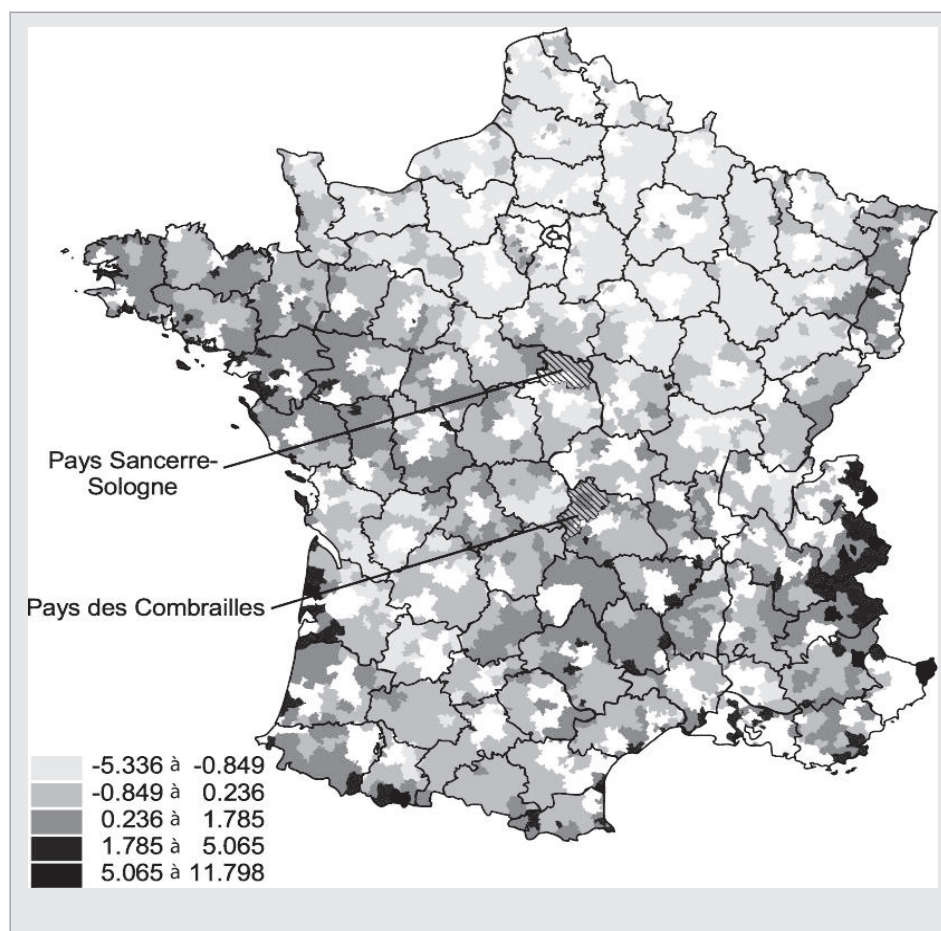 Pays Sancerre-
Sologne
Pays des Combrailles
-5.336 à -0.849
-0.849 à 0.236
0.236 à 1.785
1.785 à 5.065
5.065 à 11.798